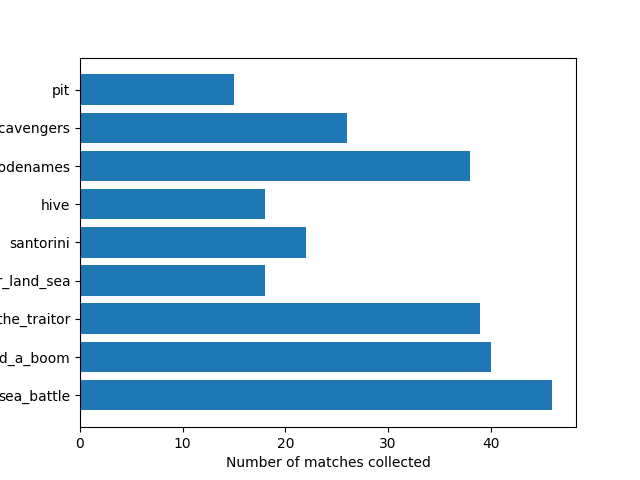 pit
cavengers
odenames
hive
santorini
r_land_sea
the_traitor
d_a_boom
sea_battle
0 10 20 30 40
Number of matches collected